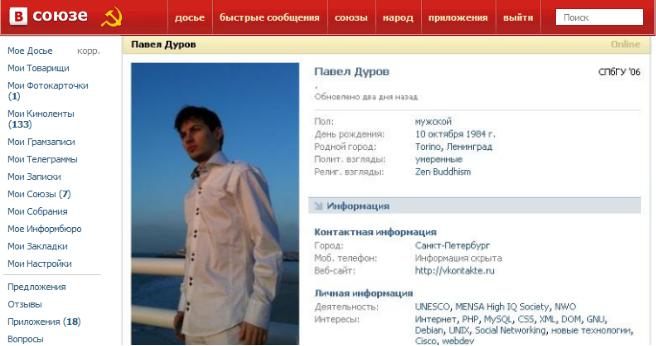 В союзе досье быстрые сообщения союзы народ приложения выйти Поиск
Мое Досье корр.
Мои Товарищи
Мои Фотокарточки
(1)
Мои Киноленты
(133)
Мои Грамзаписи
Мои Телеграммы
Мои Записки
Мои Союзы (7)
Мои Собрания
Мое Информбюро
Мои Закладки
Мои Настройки
Предложения
Отзывы
Приложения (18)
Вопросы
Павел Дуров Online
Павел Дуров СПбГУ '06
.
Обновлено два дня назад
Пол: мужской
День рождения: 10 октября 1984 г.
Родной город: Torino, Ленинград
Полит. взгляды: умеренные
Религ. взгляды: Zen Buddhism
Информация
Контактная информация
Город: Санкт-Петербург
Моб. телефон: Информация скрыта
Веб-сайт: http://vkontakte.ru
Личная информация
Деятельность: UNESCO, MENSA High IQ Society, NWO
Интересы: Интернет, PHP, MySQL, CSS, XML, DOM, GNU,
Debian, UNIX, Social Networking, новые технологии,
Cisco, webdev